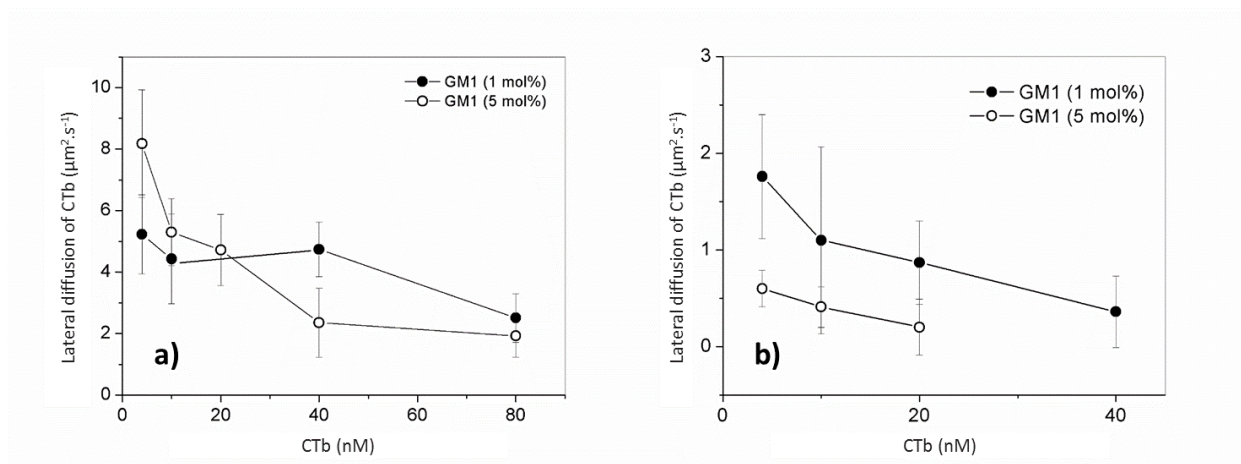 Lateral diffusion of CTb (µm².s⁻¹)
10
8
6
4
2
0
GM1 (1 mol%)
GM1 (5 mol%)
a)
0 20 40 60 80
CTb (nM)
Lateral diffusion of CTb (µm².s⁻¹)
3
2
1
0
GM1 (1 mol%)
GM1 (5 mol%)
b)
0 20 40
CTb (nM)